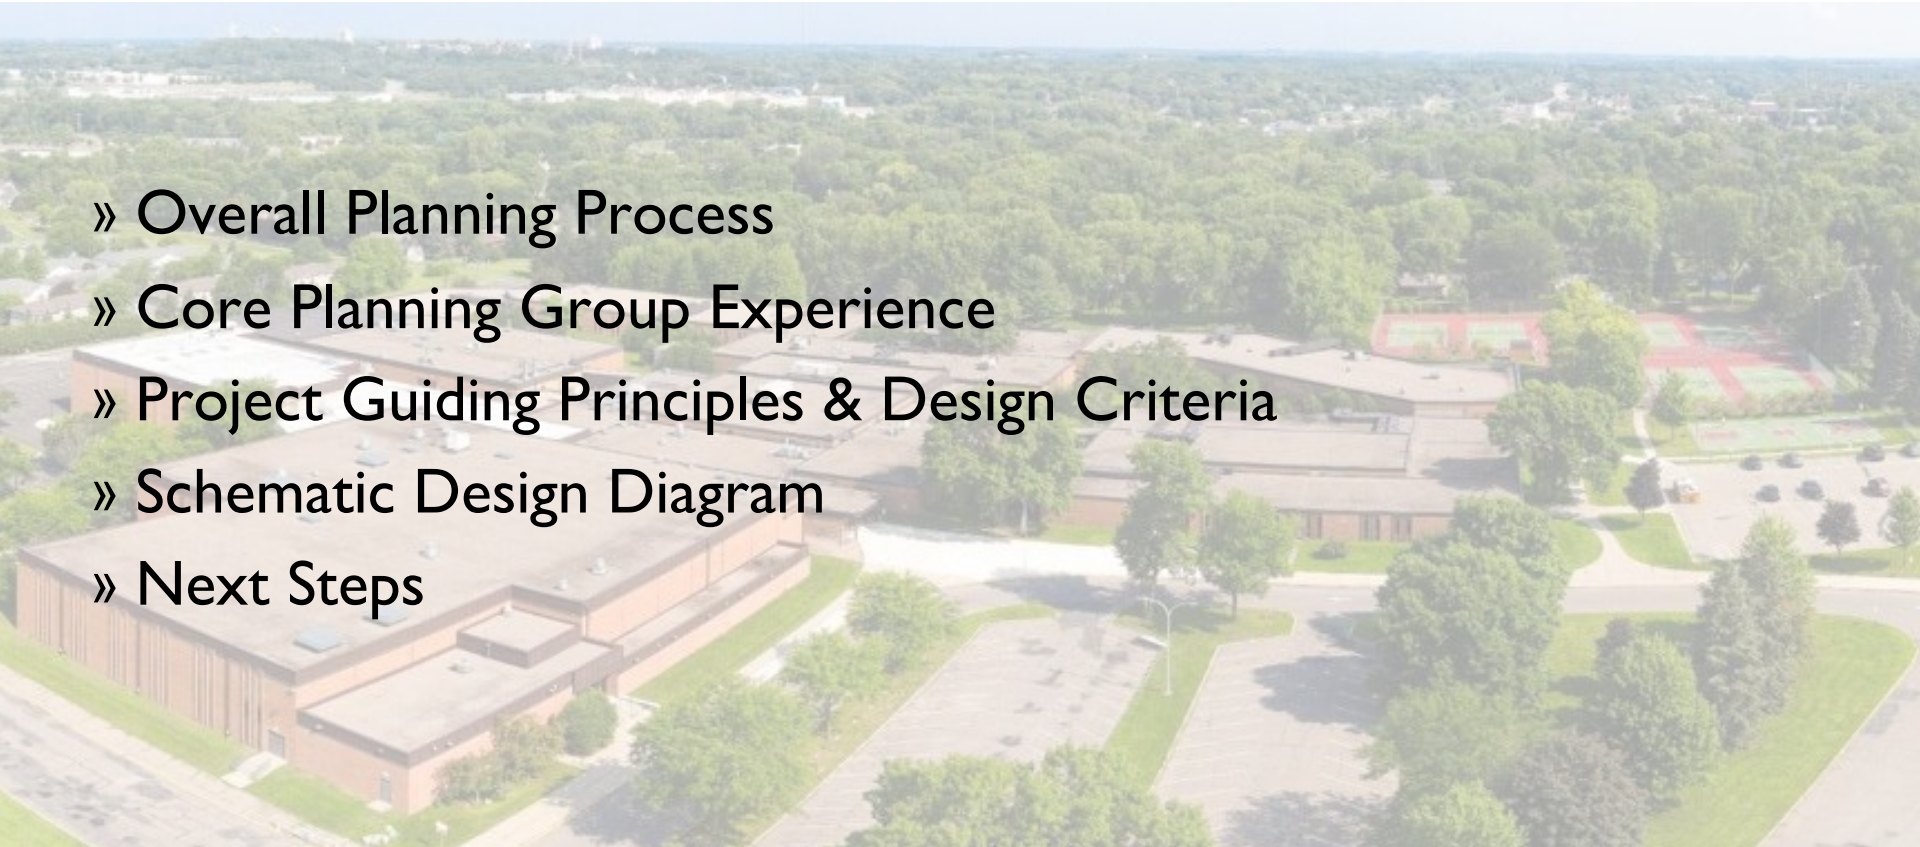 » Overall Planning Process
» Core Planning Group Experience
» Project Guiding Principles & Design Criteria
» Schematic Design Diagram
» Next Steps